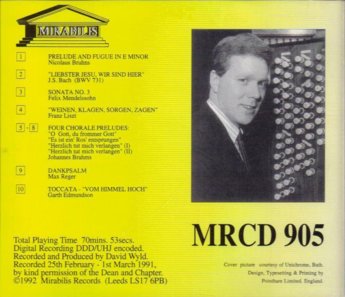 MIRABILIS
1 PRELUDE AND FUGUE IN E MINOR
Nicolaus Bruhns
2 "LIEBSTER JESU, WIR SIND HIER"
J.S. Bach (BWV 731)
3 SONATA NO. 3
Felix Mendelssohn
4 "WEINEN, KLAGEN, SORGEN, ZAGEN"
Franz Liszt
5 - 8 FOUR CHORALE PRELUDES:
"O Gott, du frommer Gott"
"Es ist ein' Ros' entsprungen"
"Herzlich tut mich verlangen" (I)
"Herzlich tut mich verlangen" (II)
Johannes Brahms
9 DANKPSALM
Max Reger
10 TOCCATA - "VOM HIMMEL HOCH"
Garth Edmundson
Total Playing Time 70mins. 53secs.
Digital Recording DDD/UHJ encoded.
Recorded and Produced by David Wyld.
Recorded 25th February - 1st March 1991,
by kind permission of the Dean and Chapter.
©1992 MIRABILIS RECORDS (Leeds LS17 6PB)
MRCD 905
Cover picture courtesy of Unichrome, Bath.
Design, Typesetting & Printing by
Pointburn Limited, England.